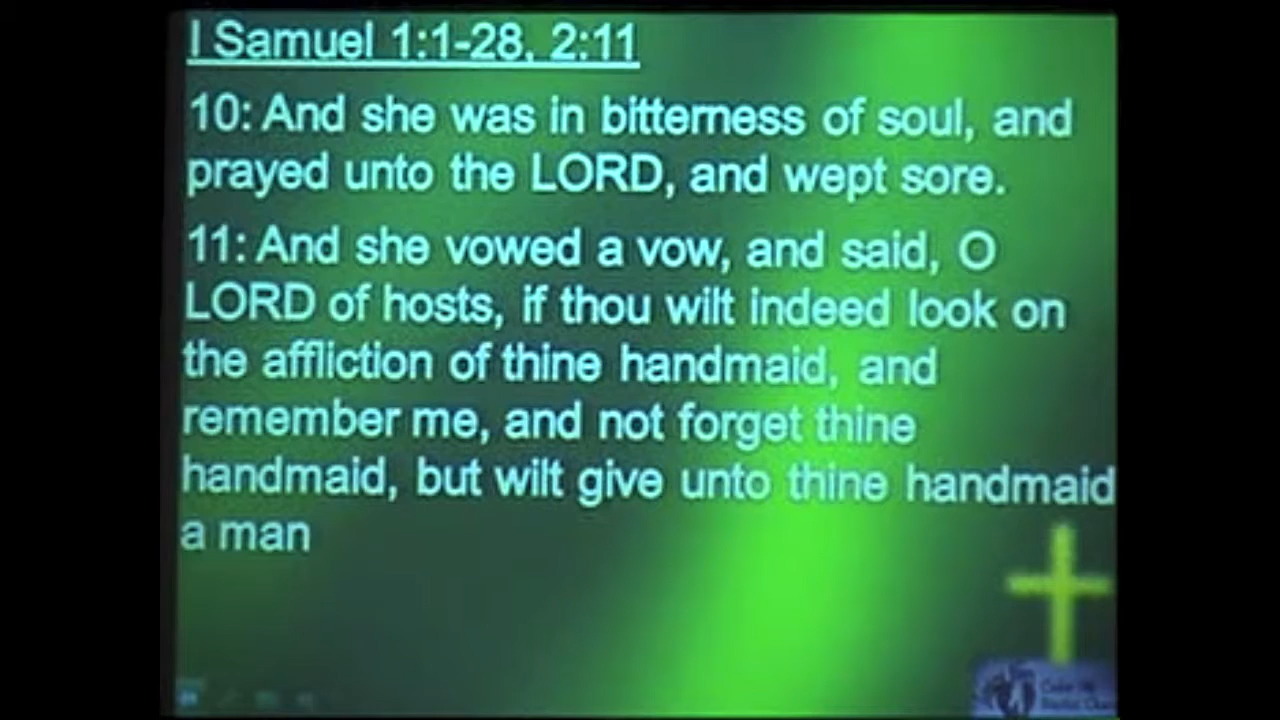 I Samuel 1:1-28, 2:11
10: And she was in bitterness of soul, and
prayed unto the LORD, and wept sore.
11: And she vowed a vow, and said, O
LORD of hosts, if thou wilt indeed look on
the affliction of thine handmaid, and
remember me, and not forget thine
handmaid, but wilt give unto thine handmaid
a man